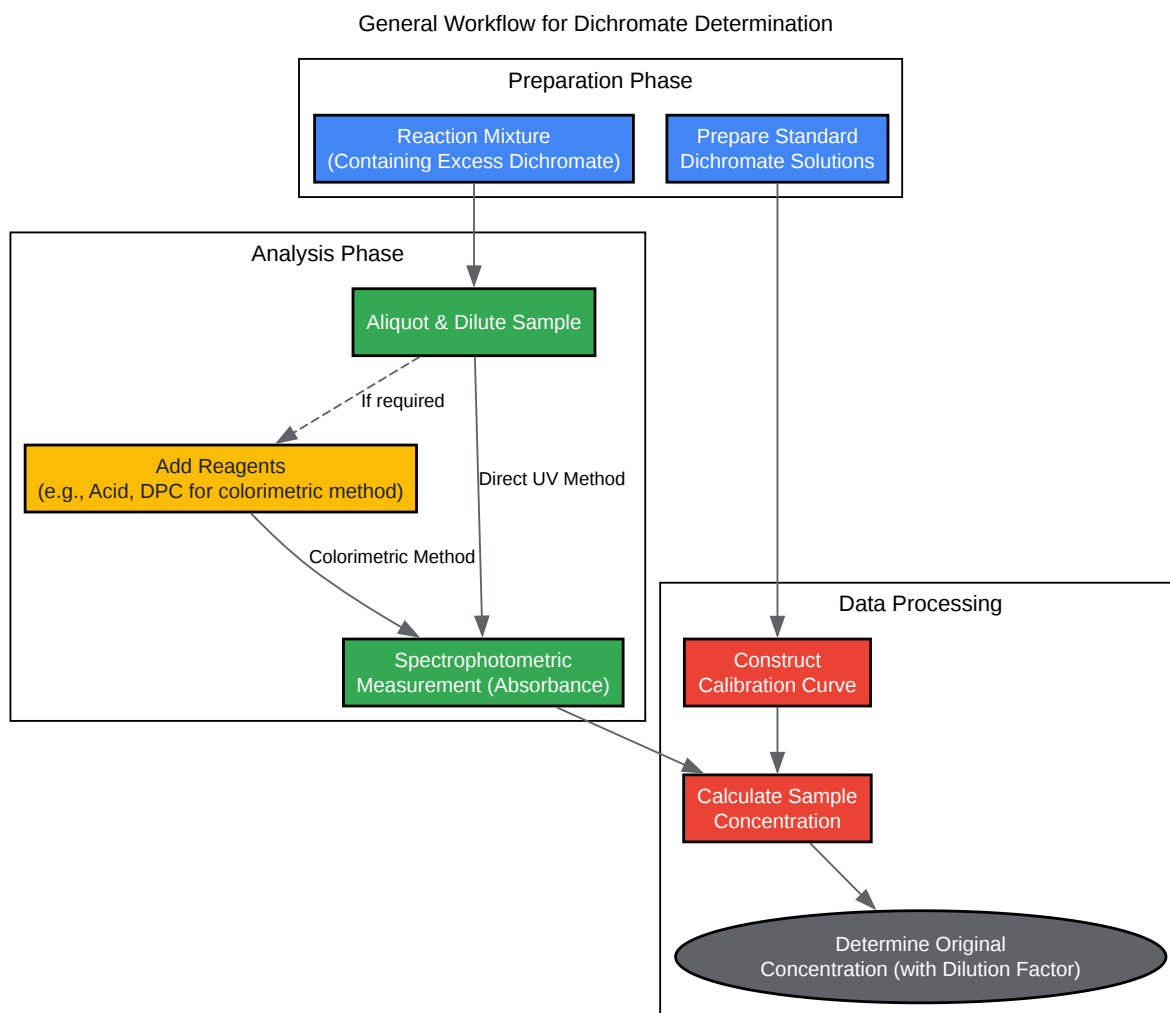 General Workflow for Dichromate Determination
Preparation Phase
Reaction Mixture
(Containing Excess Dichromate)
Prepare Standard
Dichromate Solutions
Analysis Phase
Aliquot & Dilute Sample
If required
Add Reagents
(e.g., Acid, DPC for colorimetric method)
Direct UV Method
Colorimetric Method
Spectrophotometric
Measurement (Absorbance)
Data Processing
Construct
Calibration Curve
Calculate Sample
Concentration
Determine Original
Concentration (with Dilution Factor)